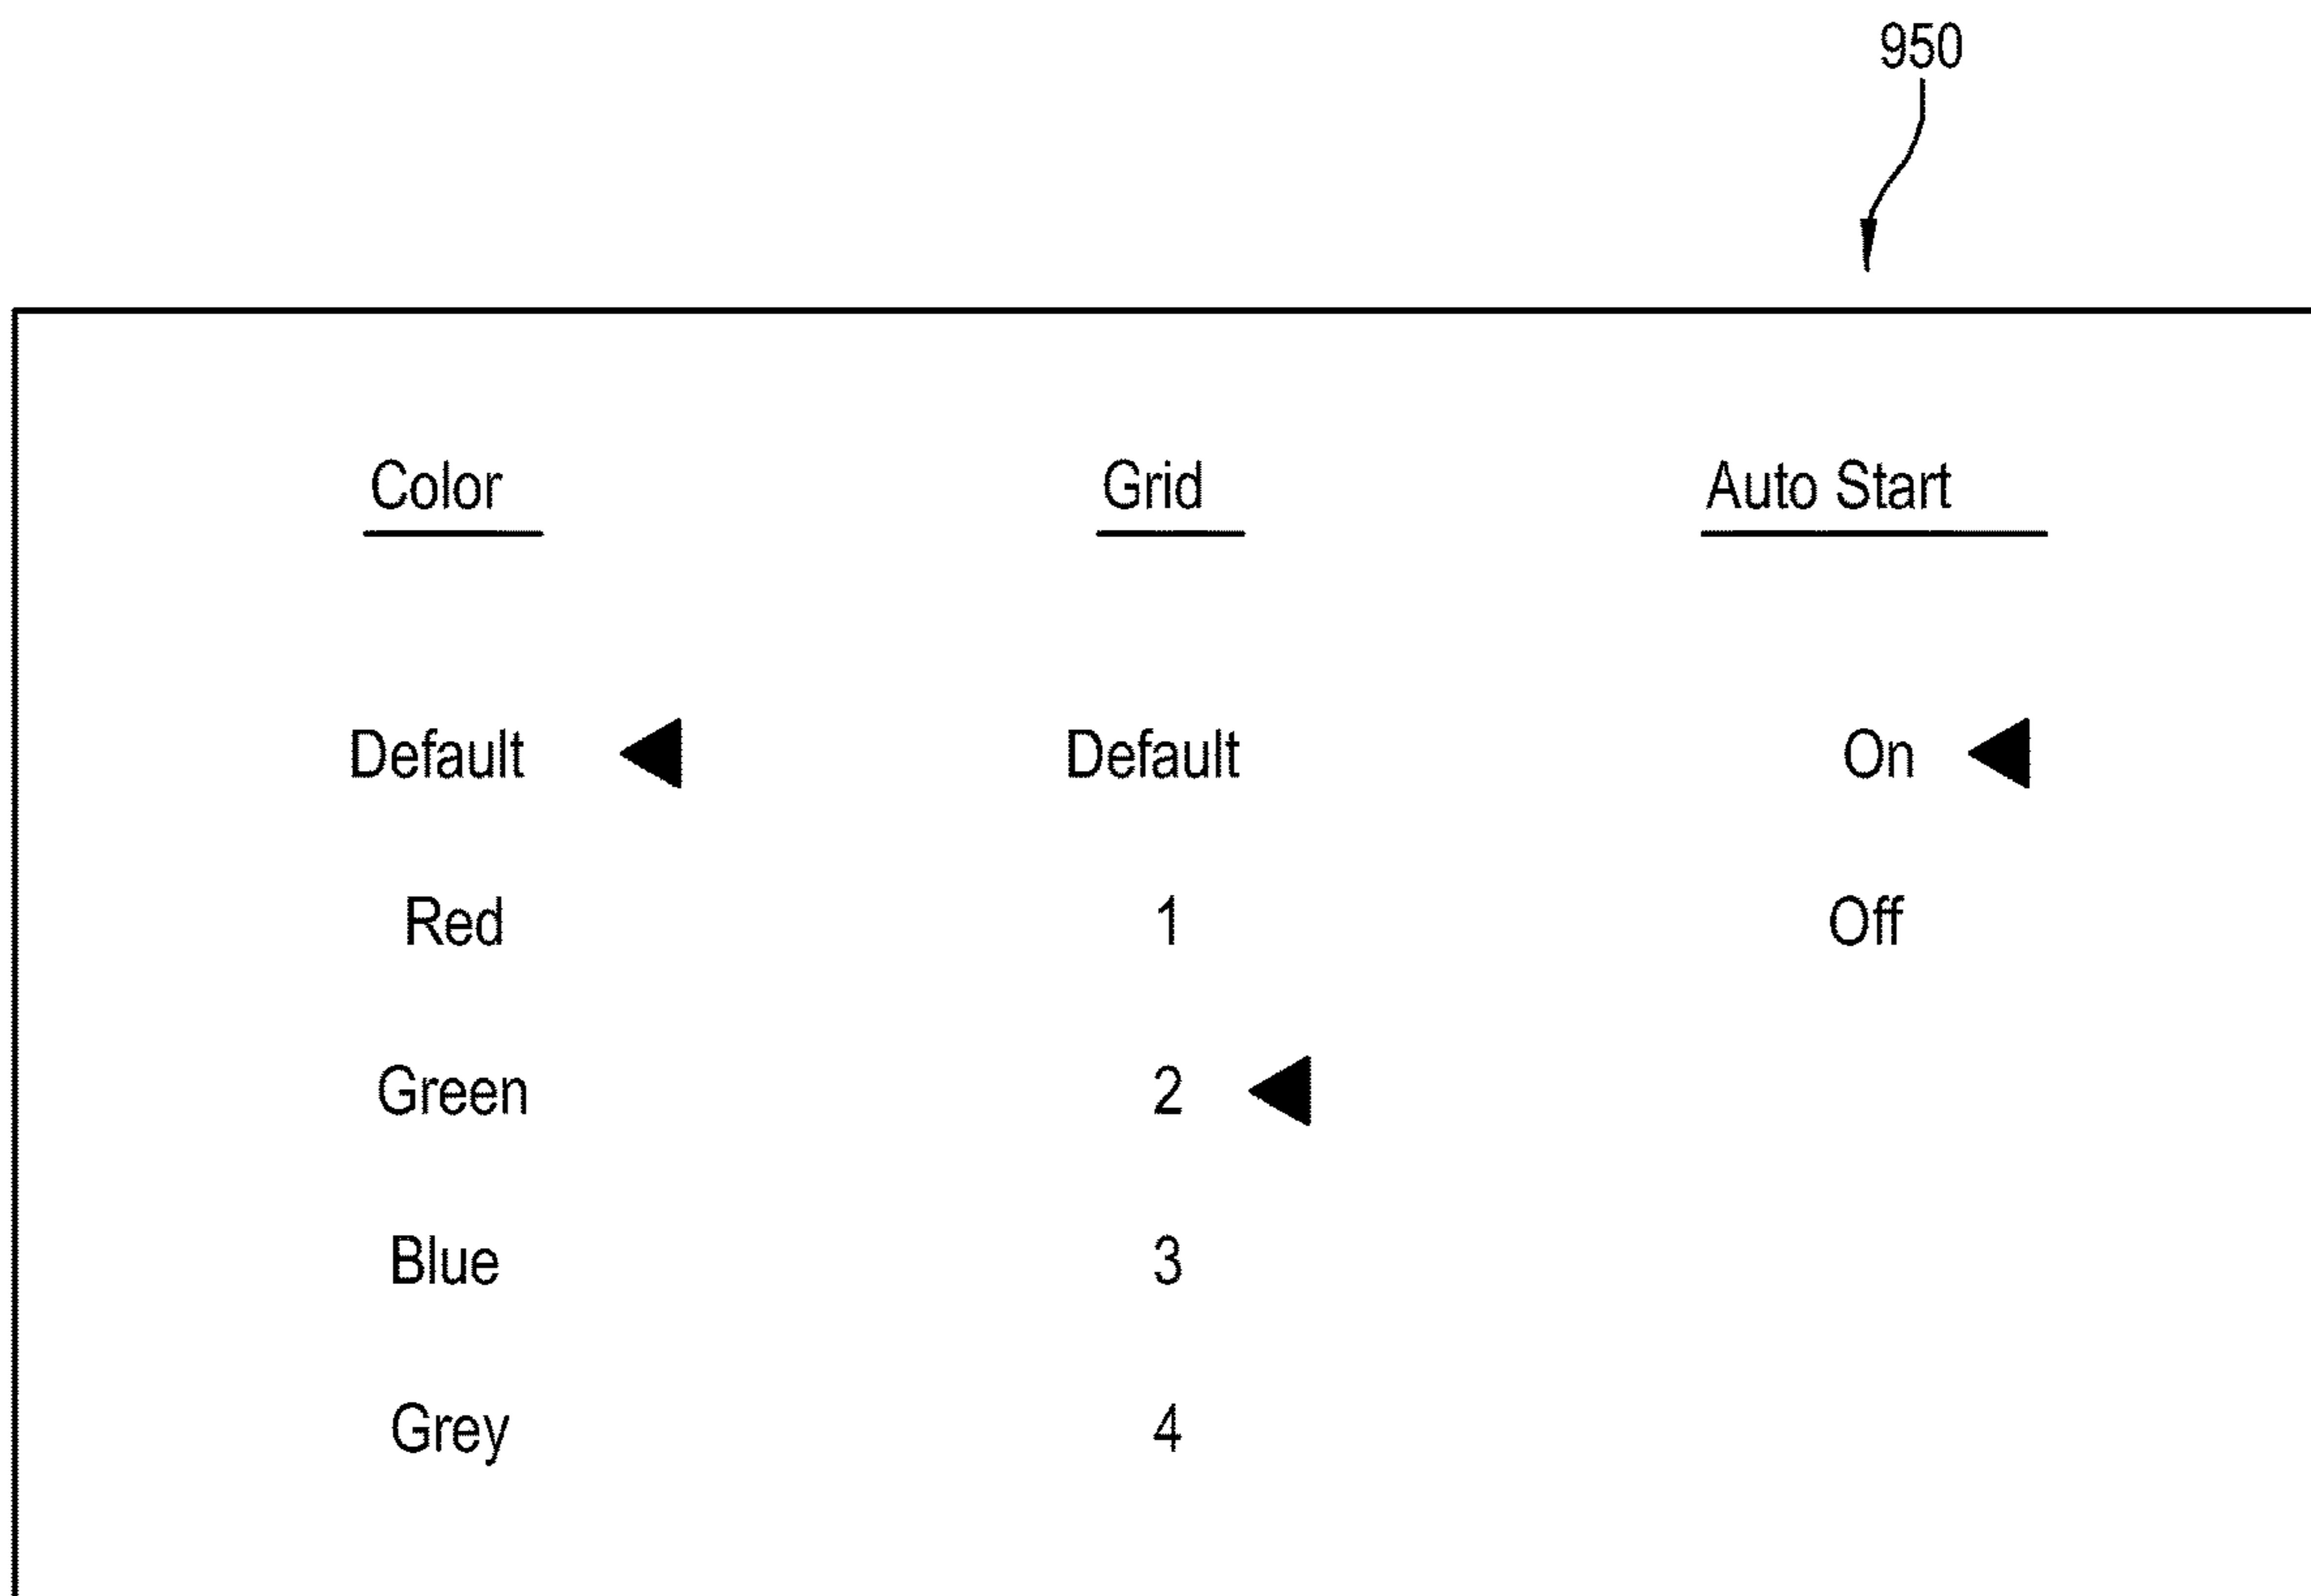 950
Color Grid Auto Start
Default Default On
Red 1 Off
Green 2
Blue 3
Grey 4